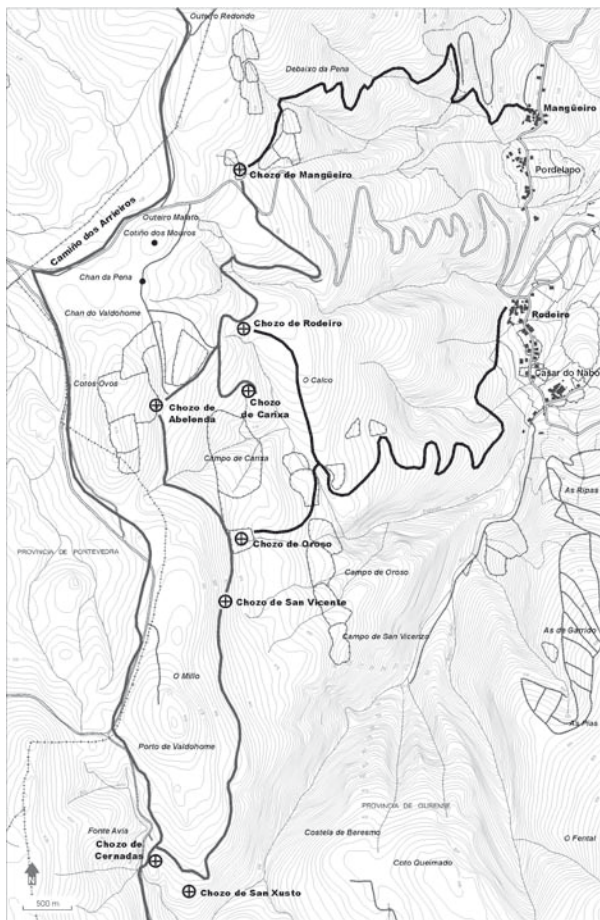 Outeiro Redondo
Debaixo da Pena
Mangüeiro
Pordelapo
Chozo de Mangüeiro
Camiño dos Arrieiros
Outeiro Malato
Cotiño dos Mouros
Chan da Pena
Chan do Valdohome
Chozo de Rodeiro
Rodeiro
Casar do Nabo
O Calco
Cotos Ovos
Chozo de
Abelenda
Chozo
de Carixa
Campo de Carixa
As Ripas
Chozo de Oroso
PROVINCIA DE PONTEVEDRA
Campo de Oroso
Chozo de San Vicente
Campo de San Vicenzo
As de Garrido
O Millo
As Pías
Porto de Valdohome
PROVINCIA DE OURENSE
Fonte Avia
Costela de Beresmo
O Fental
Chozo de
Cernadas
Coto Queimado
Chozo de San Xusto
N
500 m